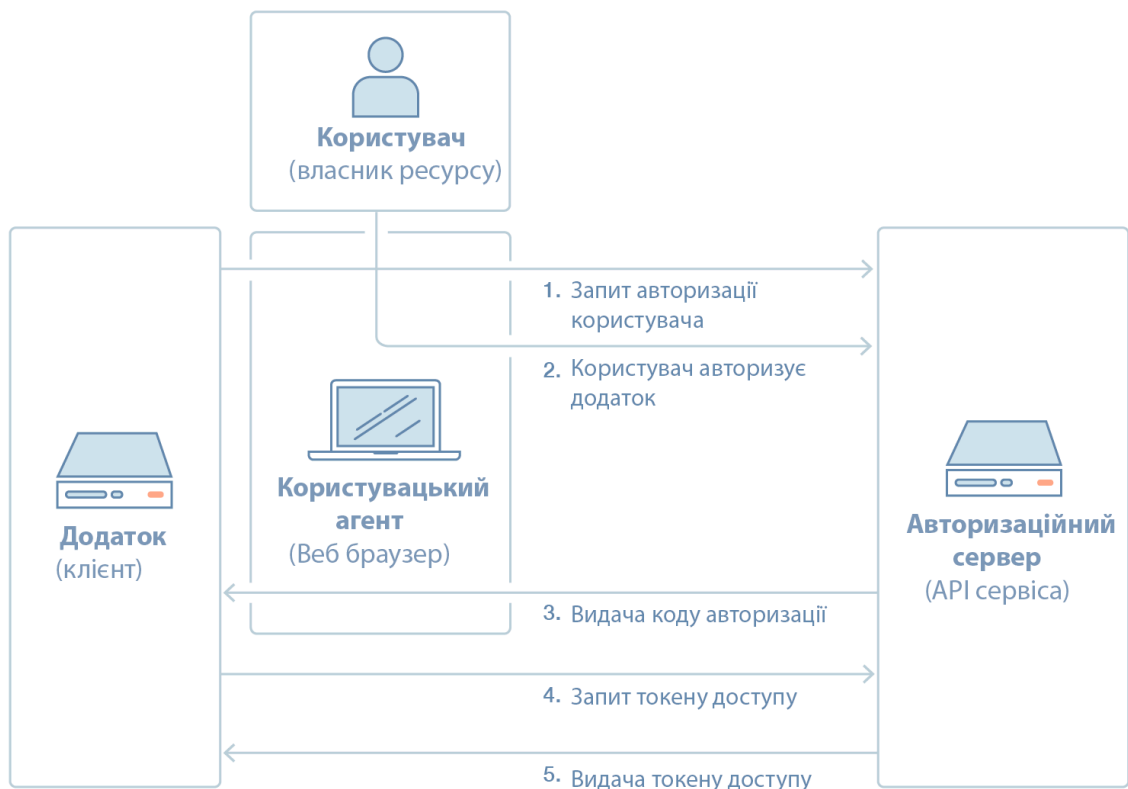 Користувач
(власник ресурсу)
1. Запит авторизації
користувача
2. Користувач авторизує
додаток
Додаток
(клієнт)
Користувацький
агент
(Веб браузер)
Авторизаційний
сервер
(API сервіса)
3. Видача коду авторизації
4. Запит токену доступу
5. Видача токену доступу